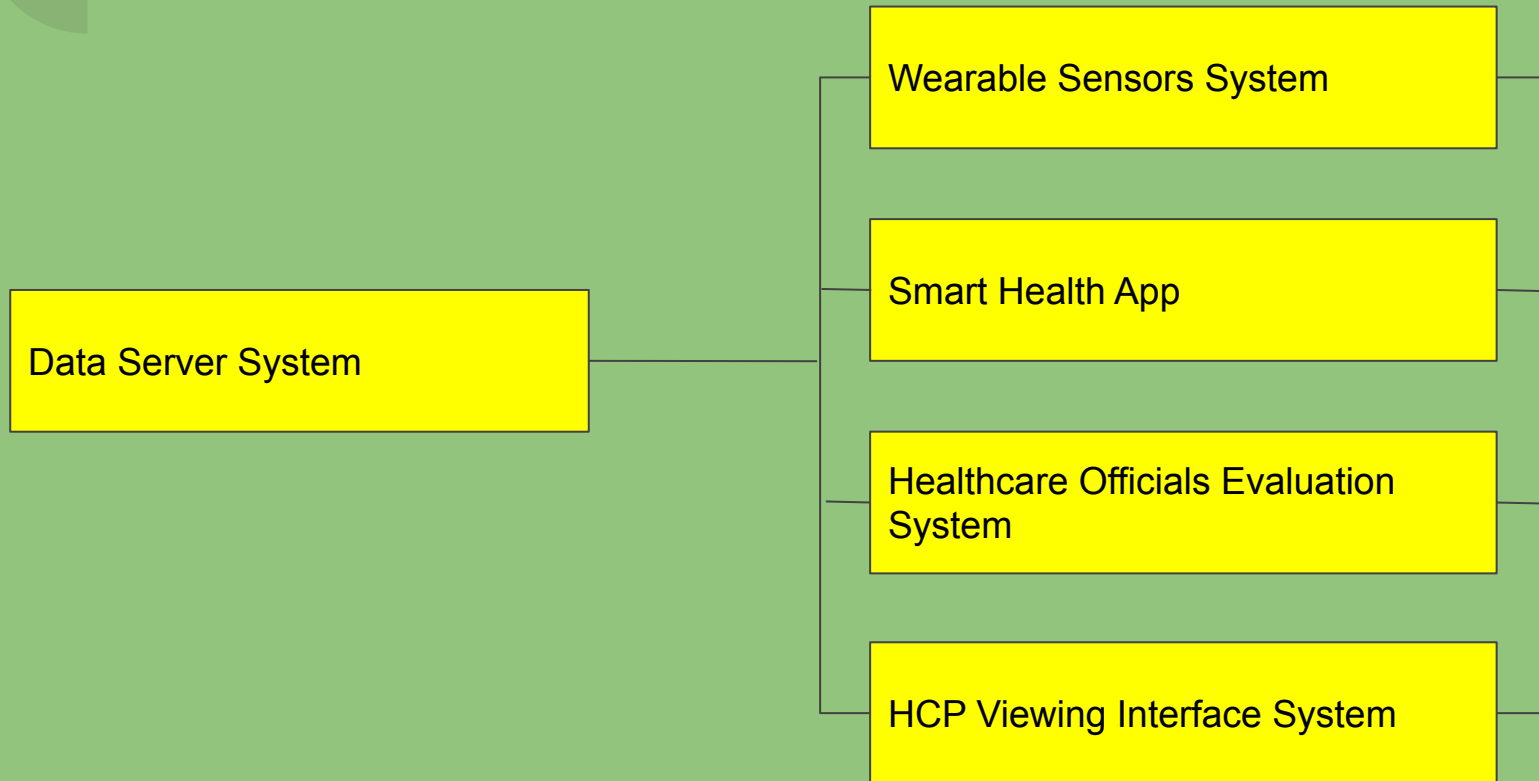 Wearable Sensors System
Smart Health App
Data Server System
Healthcare Officials Evaluation
System
HCP Viewing Interface System